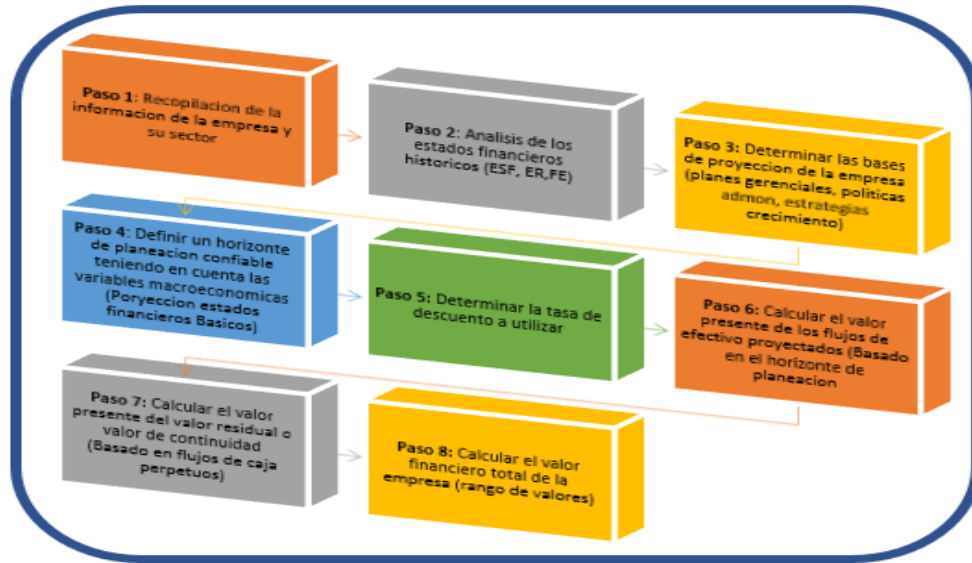 Paso 1: Recopilacion de la
informacion de la empresa y
su sector
Paso 2: Analisis de los
estados financieros
historicos (ESF, ER,FE)
Paso 3: Determinar las bases
de proyeccion de la empresa
(planes gerenciales, políticas
admon, estrategias
crecimiento)
Paso 4: Definir un horizonte
de planeacion confiable
teniendo en cuenta las
variables macroeconomicas
(Poryeccion estados
financieros Basicos)
Paso 5: Determinar la tasa de
descuento a utilizar
Paso 6: Calcular el valor
presente de los flujos de
efectivo proyectados (Basado
en el horizonte de
planeacion
Paso 7: Calcular el valor
presente del valor residual o
valor de continuidad
(Basado en flujos de caja
perpetuos)
Paso 8: Calcular el valor
financiero total de la
empresa (rango de valores)